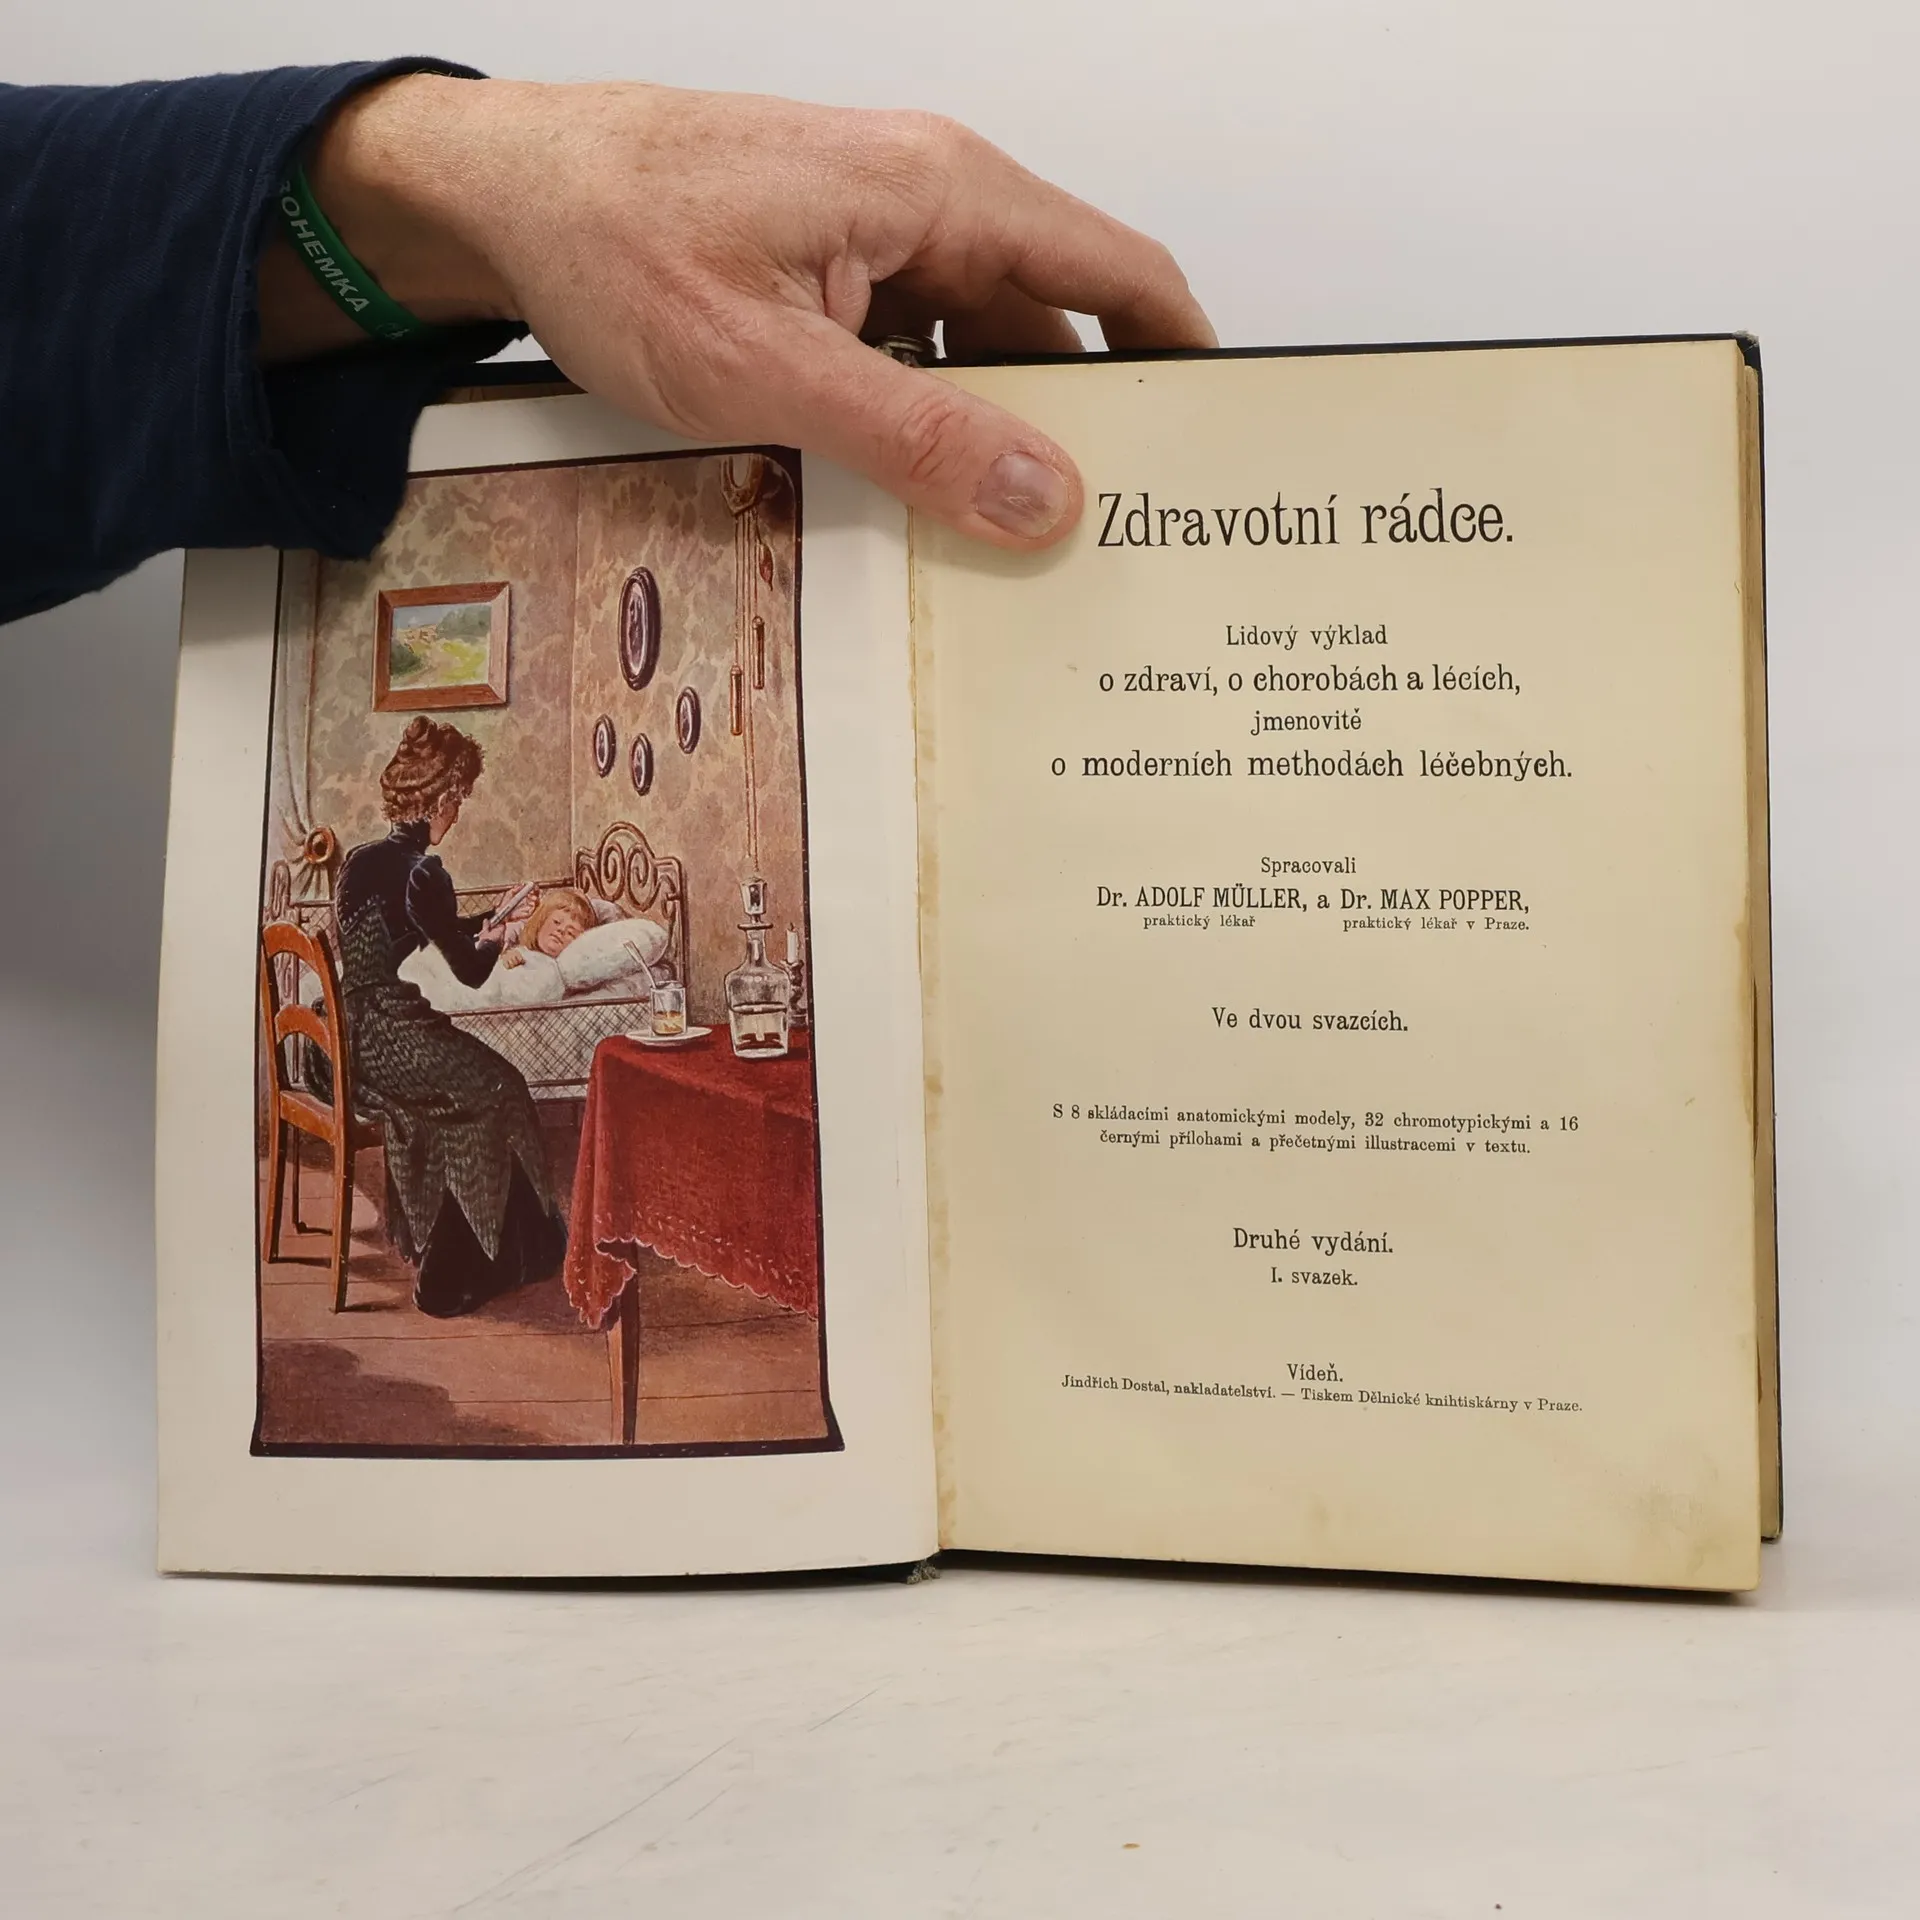 BOHEMKA
Zdravotní rádce.
Lidový výklad
o zdraví, o chorobách a lécích,
jmenovitě
o moderních methodách léčebných.
Spracovali
Dr. ADOLF MÜLLER, a Dr. MAX POPPER,
praktický lékař praktický lékař v Praze.
Ve dvou svazcích.
S 8 skládacími anatomickými modely, 32 chromotypickými a 16
černými přílohami a přečetnými illustracemi v textu.
Druhé vydání.
I. svazek.
Vídeň.
Jindřich Dostal, nakladatelství. — Tiskem Dělnické knihtiskárny v Praze.